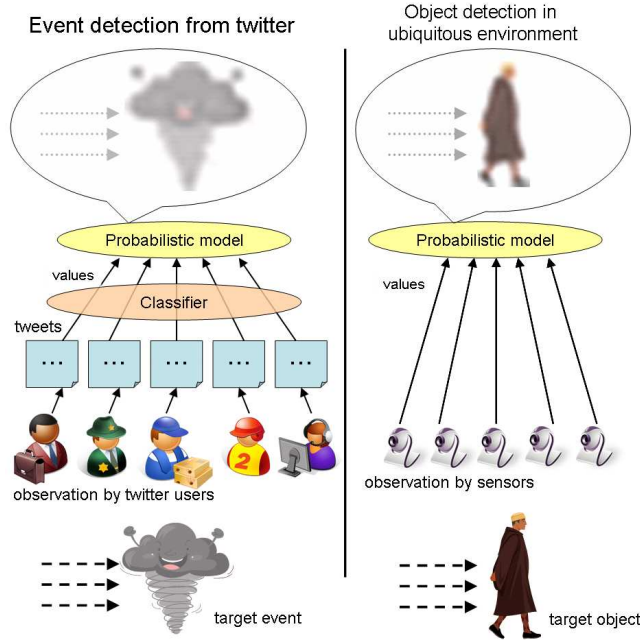 Event detection from twitter
Probabilistic model
values
Classifier
tweets
...
...
...
...
...
2
observation by twitter users
target event
Object detection in
ubiquitous environment
Probabilistic model
values
observation by sensors
target object